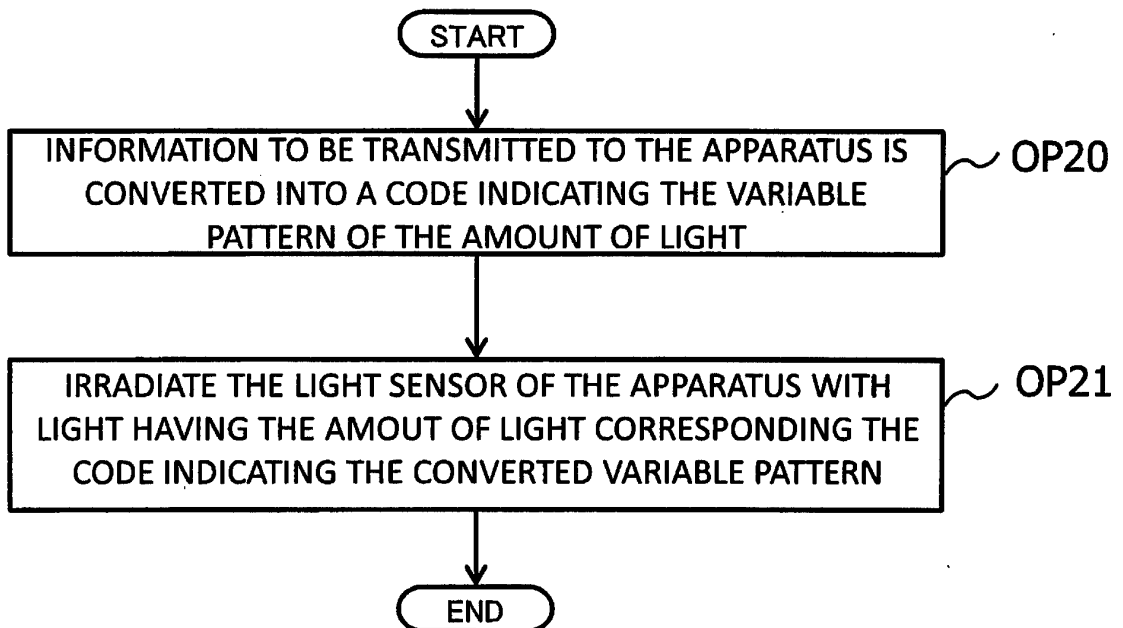 START
INFORMATION TO BE TRANSMITTED TO THE APPARATUS IS
CONVERTED INTO A CODE INDICATING THE VARIABLE
PATTERN OF THE AMOUNT OF LIGHT
OP20
IRRADIATE THE LIGHT SENSOR OF THE APPARATUS WITH
LIGHT HAVING THE AMOUT OF LIGHT CORRESPONDING THE
CODE INDICATING THE CONVERTED VARIABLE PATTERN
OP21
END